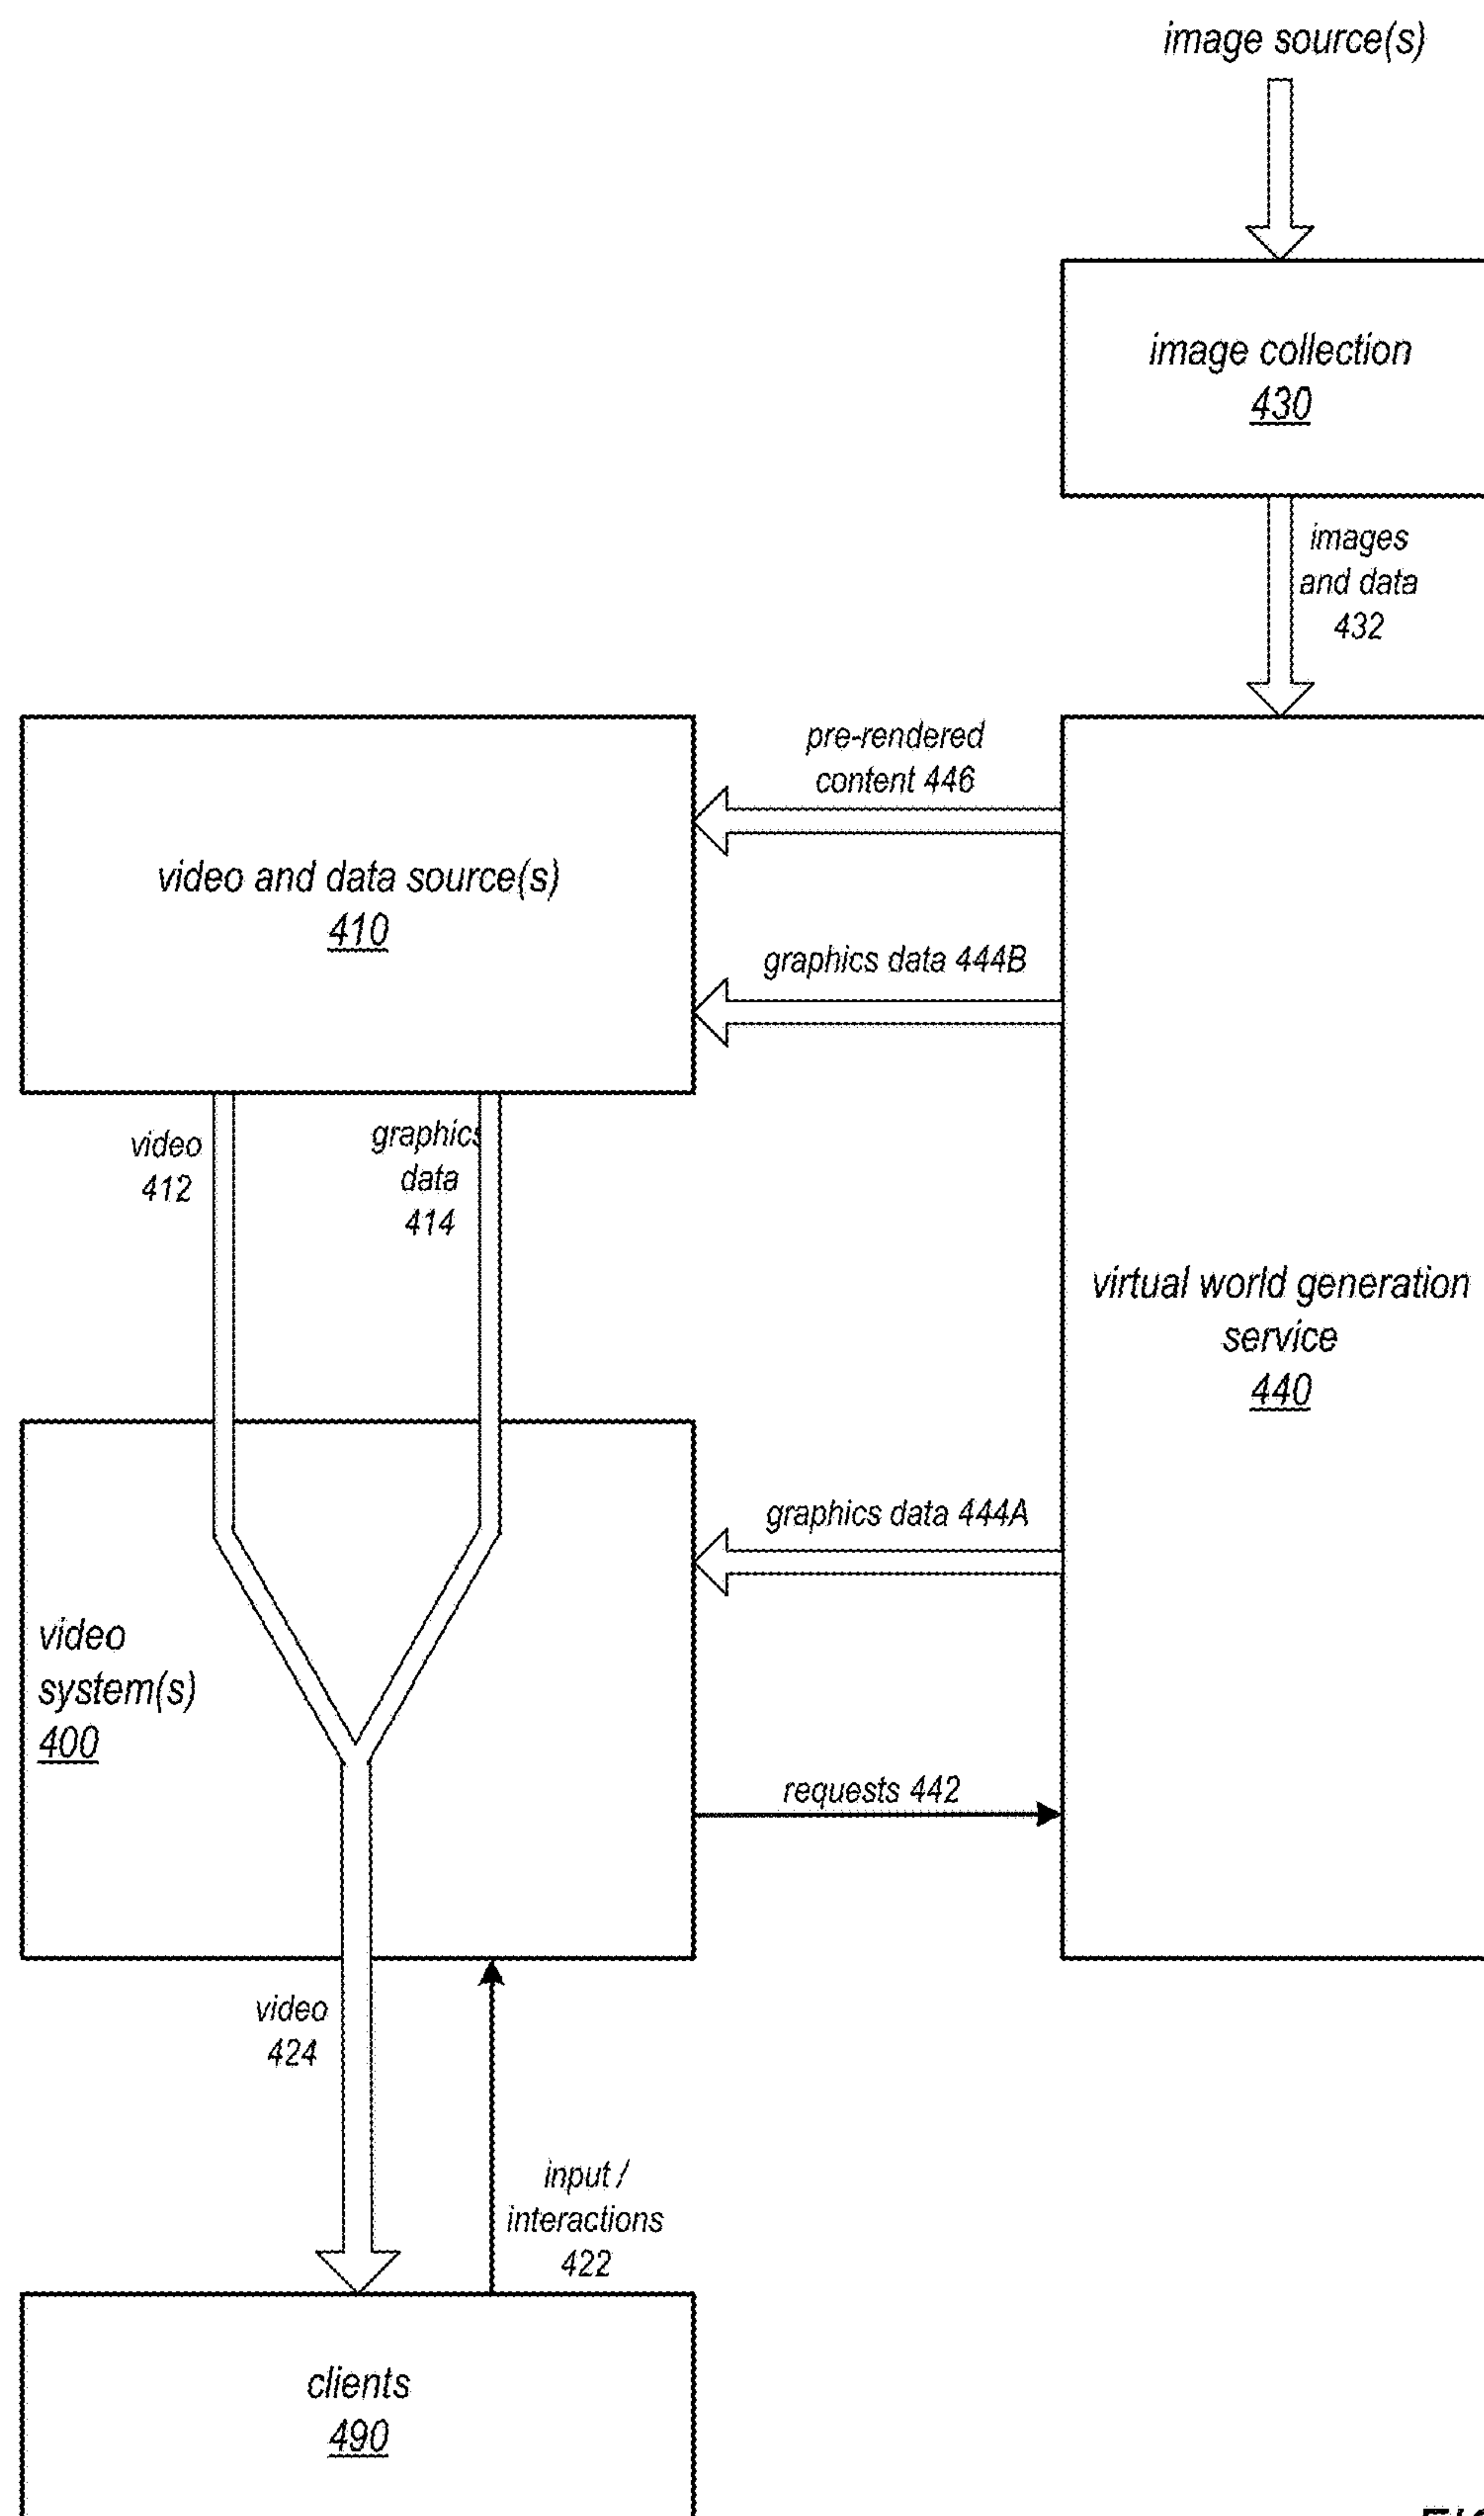 image source(s)
image collection
430
images
and data
432
pre-rendered
content 446
video and data source(s)
410
graphics data 444B
video
412
graphics
data
414
virtual world generation
service
440
graphics data 444A
video
system(s)
400
requests 442
video
424
input /
interactions
422
clients
490